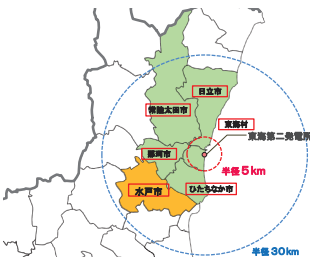 日立市
常陸太田市
東海村
東海第二発電所
那珂市
半径5km
水戸市
ひたちなか市
半径30km